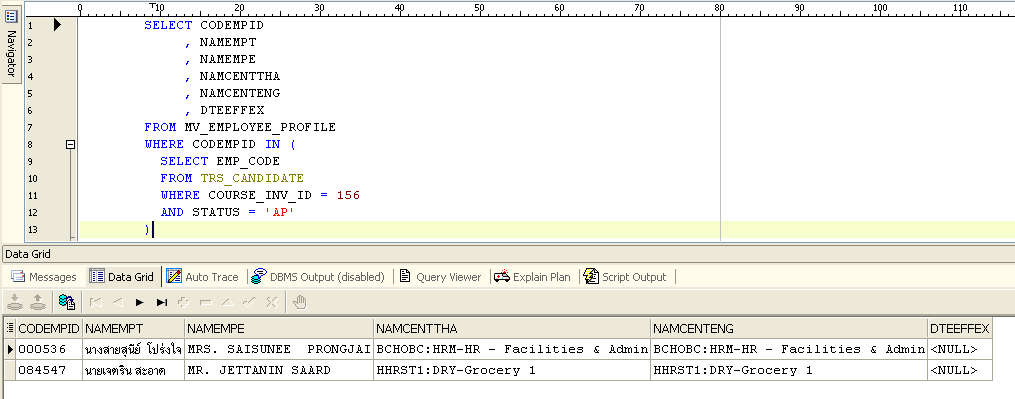 0 10 20 30 40 50 60 70 80 90 100 110
Navigator
1 SELECT CODEMPID
2 , NAMEMPT
3 , NAMEMPE
4 , NAMCENTTHA
5 , NAMCENTENG
6 , DTEEFFEX
7 FROM MV_EMPLOYEE_PROFILE
8 WHERE CODEMPID IN (
9 SELECT EMP_CODE
10 FROM TRS_CANDIDATE
11 WHERE COURSE_INV_ID = 156
12 AND STATUS = 'AP'
13 )
Data Grid
Messages Data Grid Auto Trace DBMS Output (disabled) Query Viewer Explain Plan Script Output
CODEMPID NAMEMPT NAMEMPE NAMCENTTHA NAMCENTENG DTEEFFEX
000536 นางสายสุนีย์ โปร่งใจ MRS. SAISUNEE PRONGJAI BCHOBC:HRM-HR - Facilities & Admin BCHOBC:HRM-HR - Facilities & Admin <NULL>
084547 นายเจตริน สะอาด MR. JETTANIN SAARD HHRST1:DRY-Grocery 1 HHRST1:DRY-Grocery 1 <NULL>